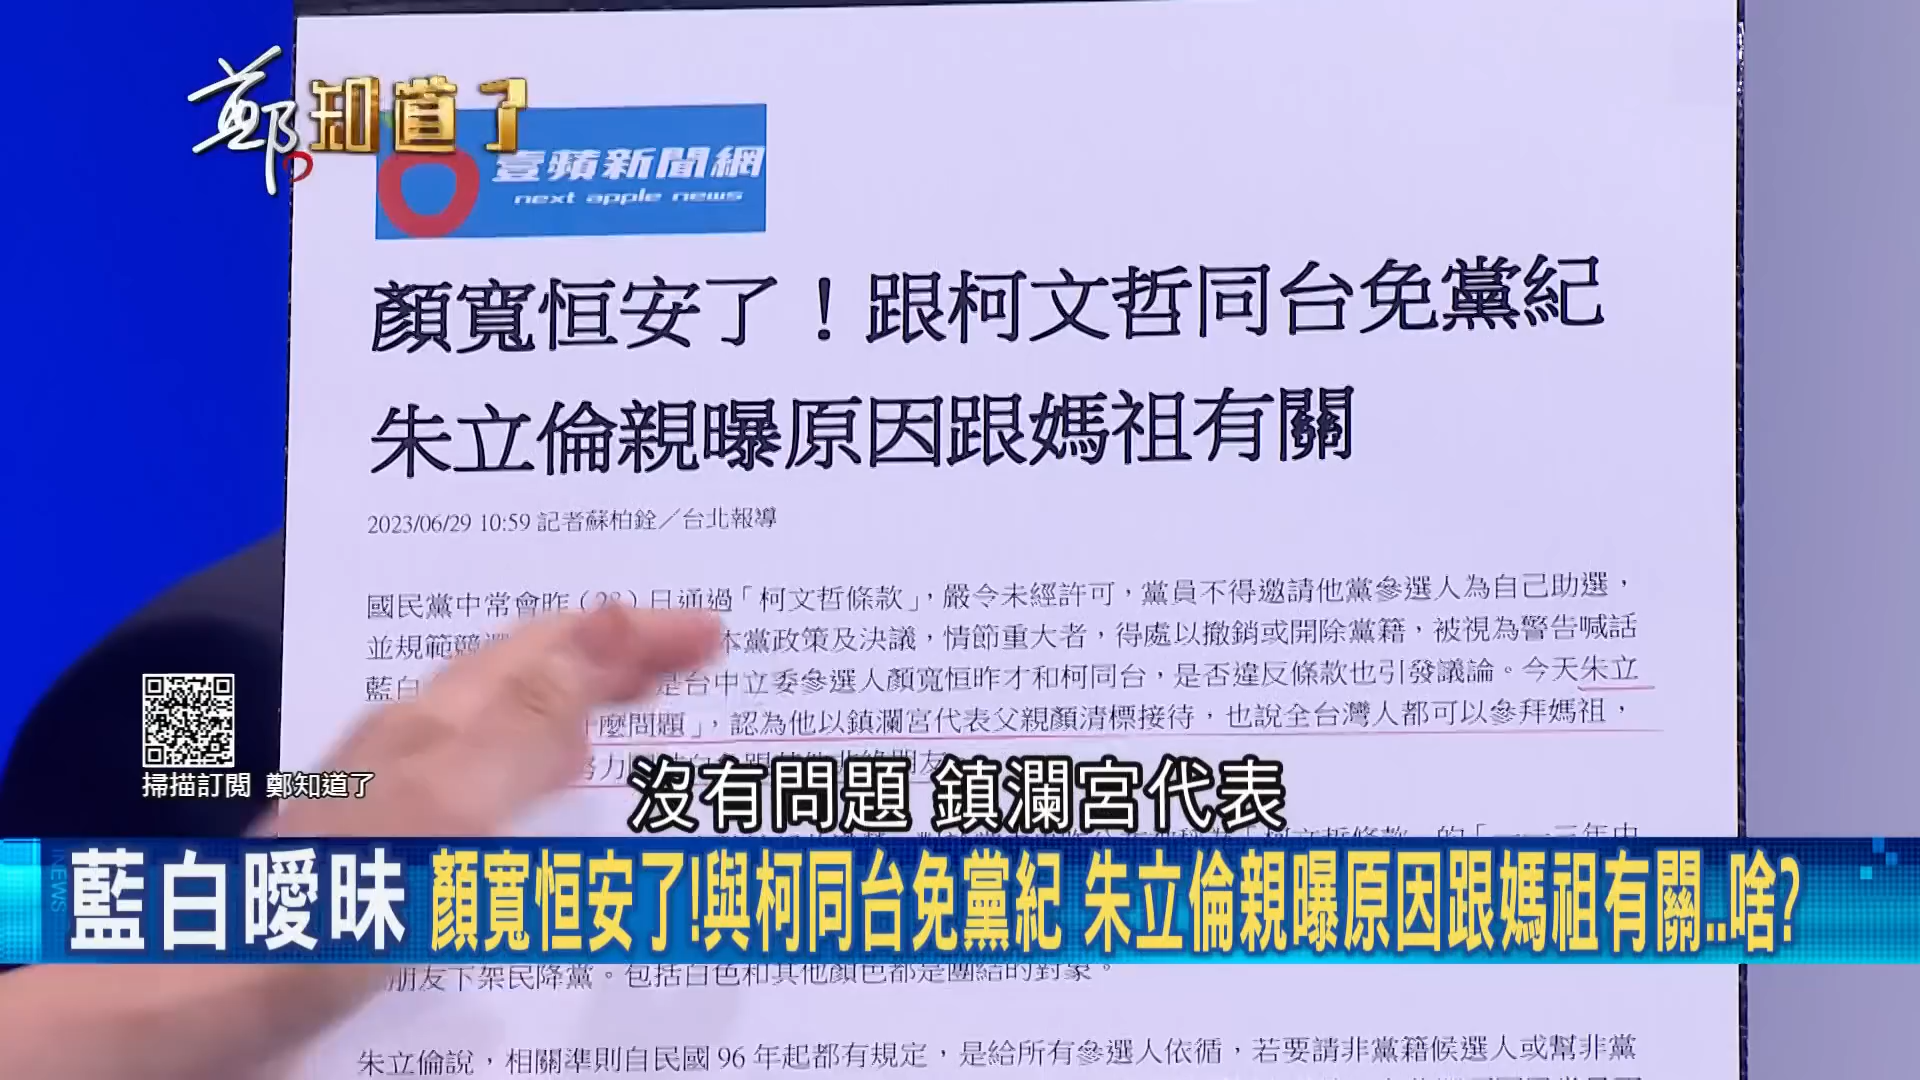 鄭知道了
壹蘋新聞網
next apple news
顏寬恒安了！跟柯文哲同台免黨紀
朱立倫親曝原因跟媽祖有關
2023/06/29 10:59 記者蘇柏銓／台北報導
國民黨中常會昨（28）日通過「柯文哲條款」，嚴令未經許可，黨員不得邀請他黨參選人為自己助選，
並規範競 本黨政策及決議，情節重大者，得處以撤銷或開除黨籍，被視為警告喊話
藍白 是台中立委參選人顏寬恒昨才和柯同台，是否違反條款也引發議論。今天朱立
麼問題」，認為他以鎮瀾宮代表父親顏清標接待，也說全台灣人都可以參拜媽祖，
努力
沒有問題 鎮瀾宮代表
掃描訂閱 鄭知道了
INEWS
藍白曖昧 顏寬恒安了!與柯同台免黨紀 朱立倫親曝原因跟媽祖有關..啥?
朋友下架民降黨。包括白色和其他顏色都是團結的對象。
朱立倫說，相關準則自民國 96 年起都有規定，是給所有參選人依循，若要請非黨籍候選人或幫非黨